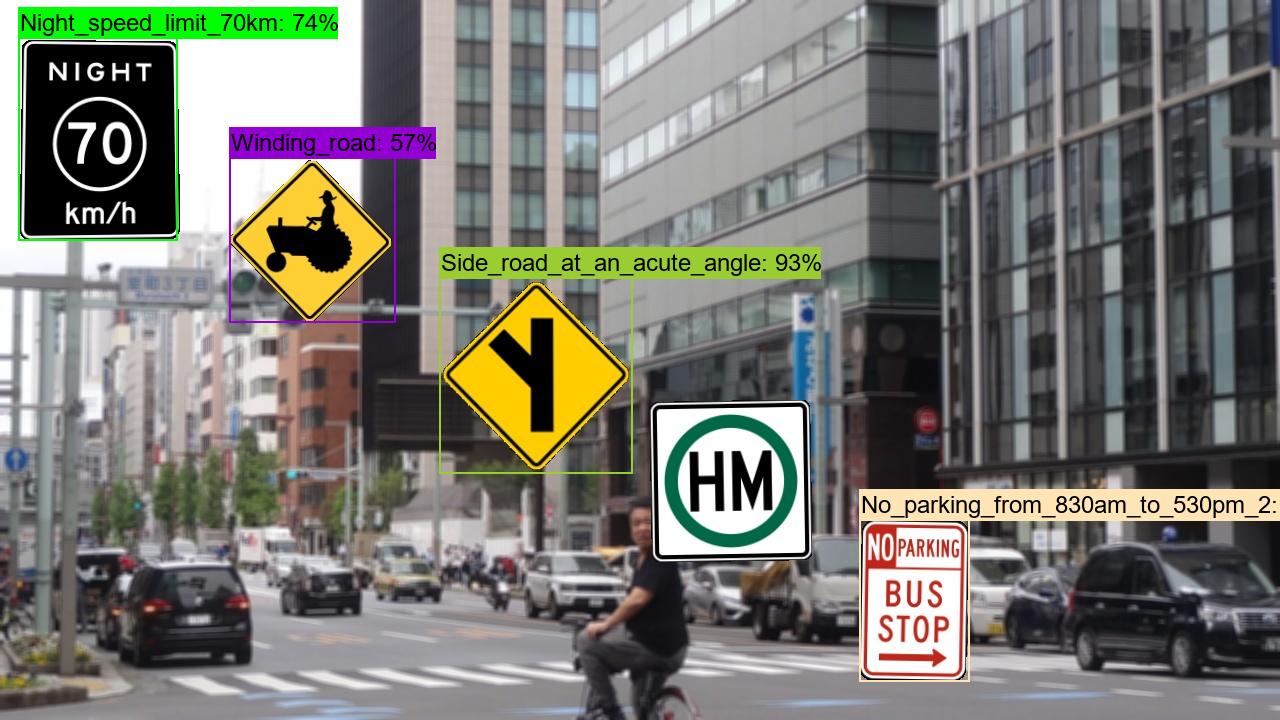 Night_speed_limit_70km: 74%
NIGHT
70
km/h
Winding_road: 57%
Side_road_at_an_acute_angle: 93%
HM
No_parking_from_830am_to_530pm_2:
NO PARKING
BUS
STOP